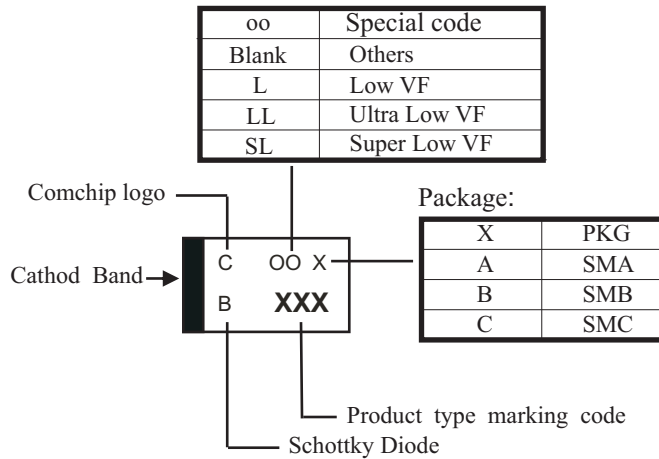 oo Special code
Blank Others
L Low VF
LL Ultra Low VF
SL Super Low VF
Comchip logo
Package:
X PKG
A SMA
B SMB
C SMC
Cathod Band
C OO X
B XXX
Product type marking code
Schottky Diode